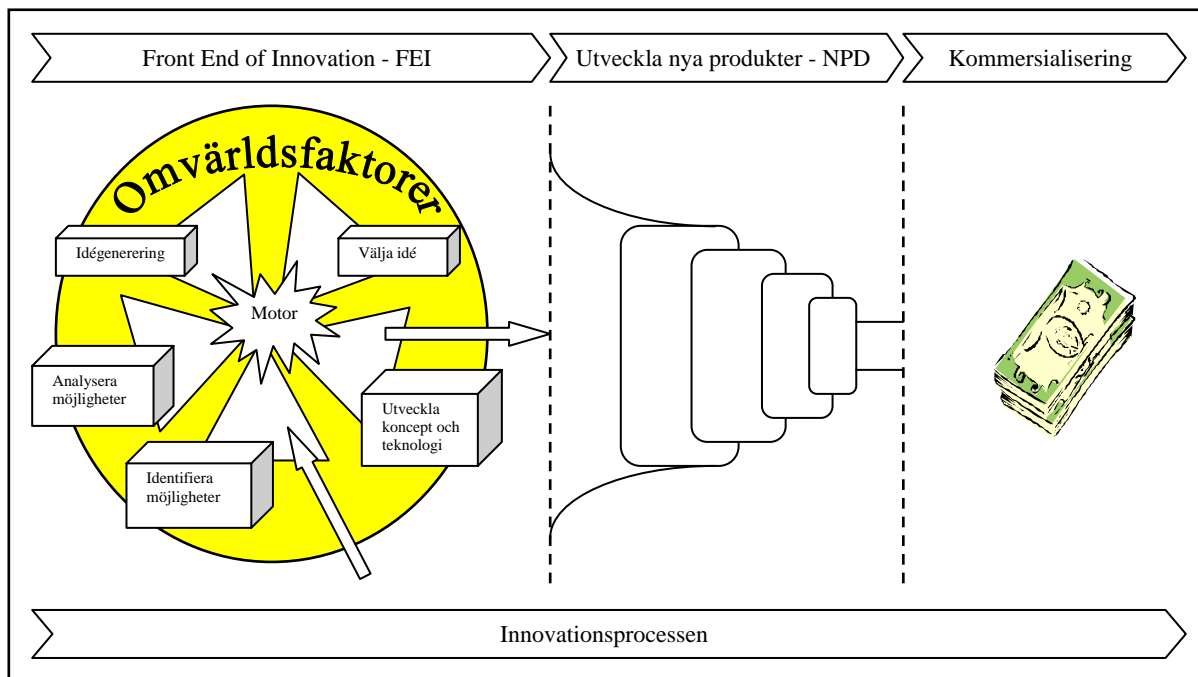 Front End of Innovation - FEI
Utveckla nya produkter - NPD
Kommersialisering
Omvärldsfaktorer
Idégenerering
Välja idé
Motor
Analysera
möjligheter
Utveckla
koncept och
teknologi
Identifiera
möjligheter
Innovationsprocessen